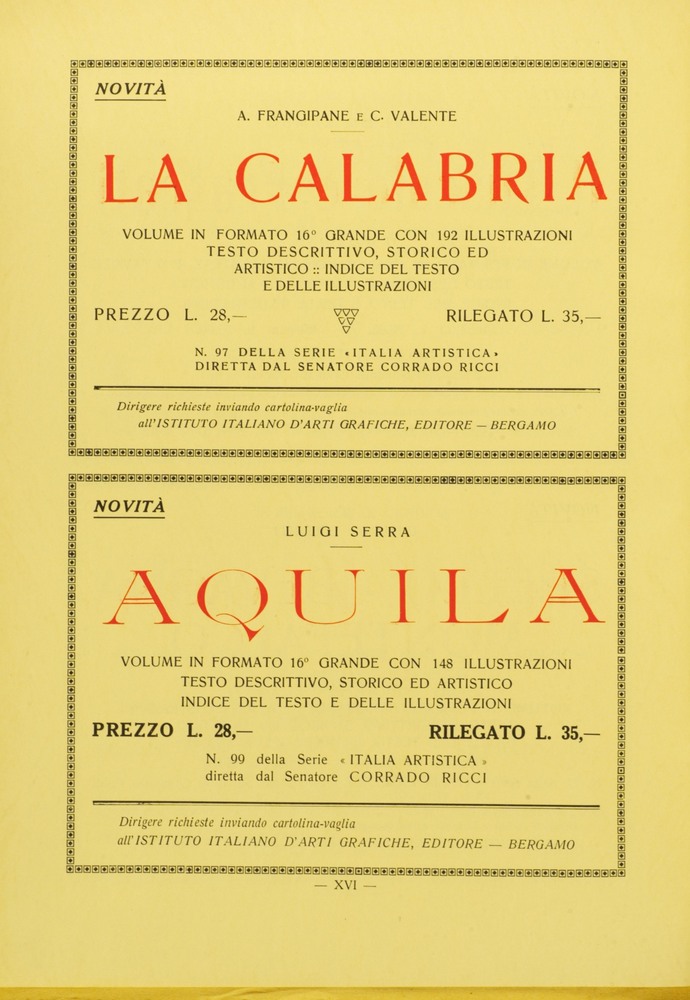 NOVITÀ
A. FRANGIPANE E C. VALENTE
LA CALABRIA
VOLUME IN FORMATO 16º GRANDE CON 192 ILLUSTRAZIONI
TESTO DESCRITTIVO, STORICO ED
ARTISTICO :: INDICE DEL TESTO
E DELLE ILLUSTRAZIONI
PREZZO L. 28,— RILEGATO L. 35,—
N. 97 DELLA SERIE «ITALIA ARTISTICA»
DIRETTA DAL SENATORE CORRADO RICCI
Dirigere richieste inviando cartolina-vaglia
all'ISTITUTO ITALIANO D'ARTI GRAFICHE, EDITORE — BERGAMO
NOVITÀ
LUIGI SERRA
AQUILA
VOLUME IN FORMATO 16º GRANDE CON 148 ILLUSTRAZIONI
TESTO DESCRITTIVO, STORICO ED ARTISTICO
INDICE DEL TESTO E DELLE ILLUSTRAZIONI
PREZZO L. 28,— RILEGATO L. 35,—
N. 99 della Serie «ITALIA ARTISTICA»
diretta dal Senatore CORRADO RICCI
Dirigere richieste inviando cartolina-vaglia
all'ISTITUTO ITALIANO D'ARTI GRAFICHE, EDITORE — BERGAMO
— XVI —